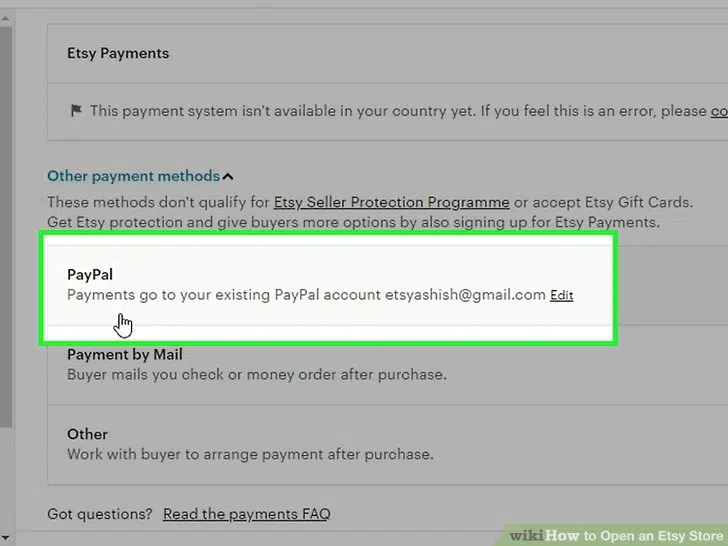 Etsy Payments
This payment system isn't available in your country yet. If you feel this is an error, please co
Other payment methods
These methods don't qualify for Etsy Seller Protection Programme or accept Etsy Gift Cards.
Get Etsy protection and give buyers more options by also signing up for Etsy Payments.
PayPal
Payments go to your existing PayPal account etsyashish@gmail.com Edit
Payment by Mail
Buyer mails you check or money order after purchase.
Other
Work with buyer to arrange payment after purchase.
Got questions? Read the payments FAQ
wikiHow to Open an Etsy Store